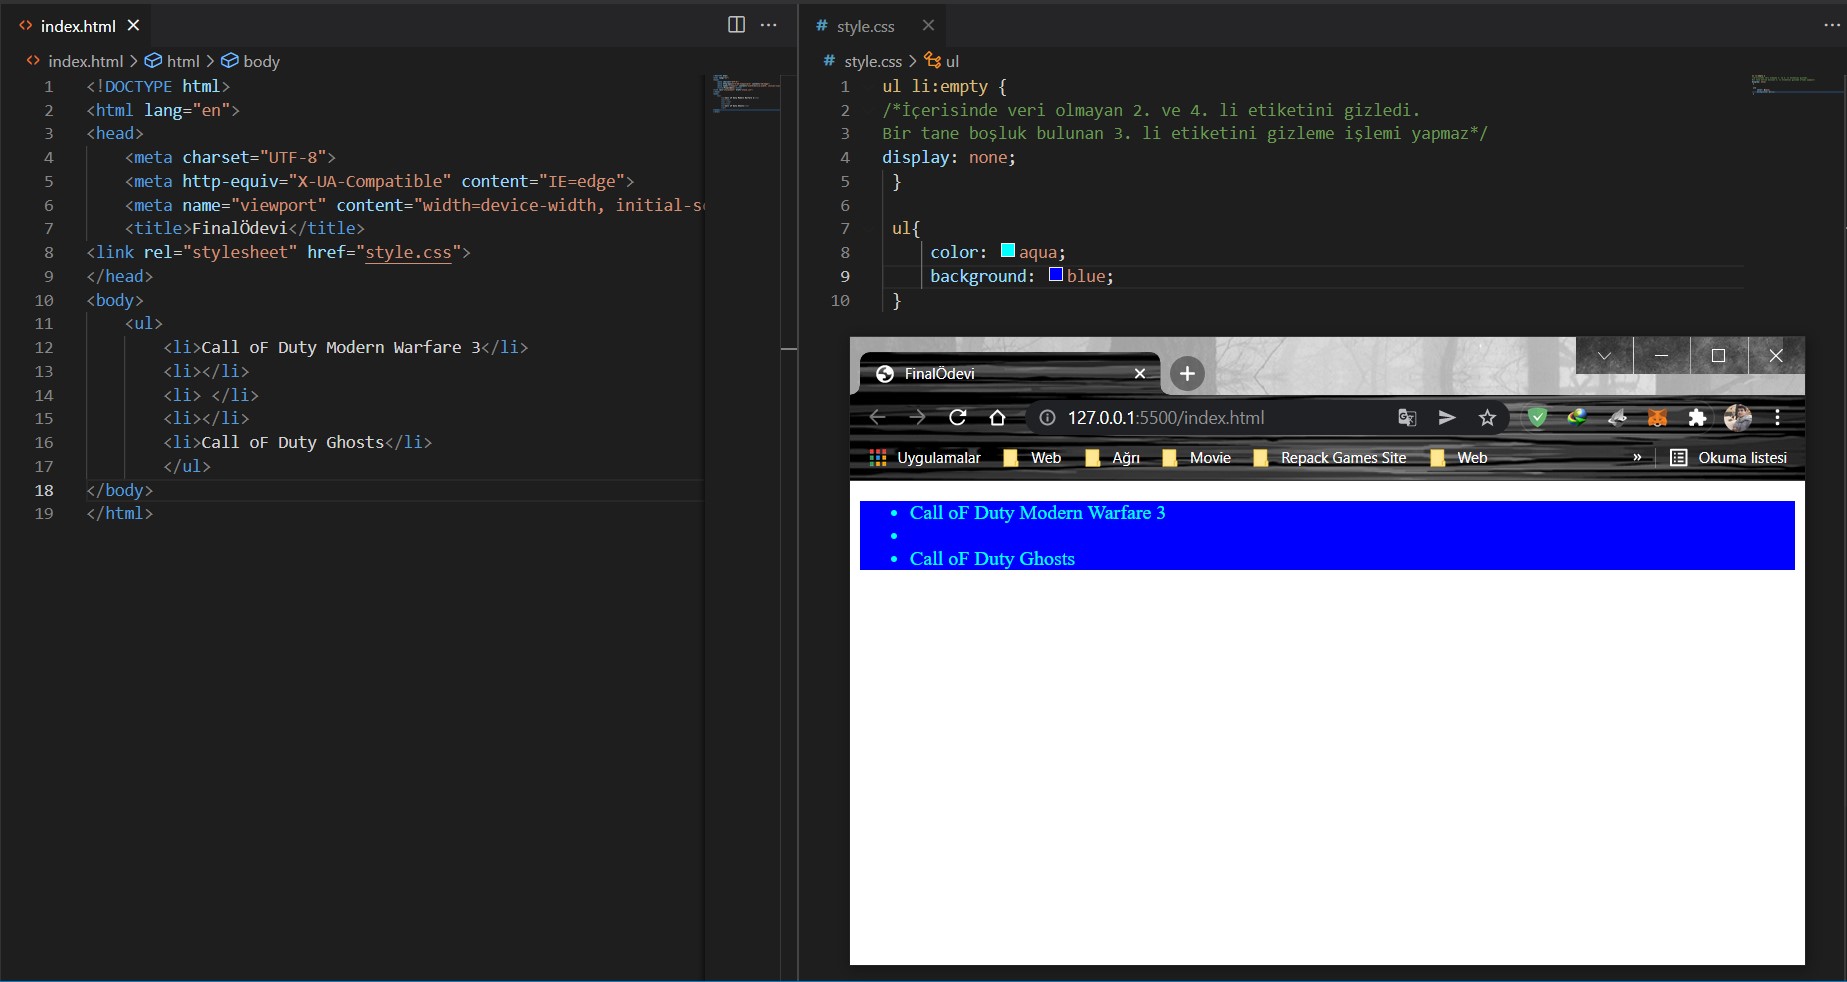 index.html
index.html > html > body
1 <!DOCTYPE html>
2 <html lang="en">
3 <head>
4 <meta charset="UTF-8">
5 <meta http-equiv="X-UA-Compatible" content="IE=edge">
6 <meta name="viewport" content="width=device-width, initial-s
7 <title>FinalÖdevi</title>
8 <link rel="stylesheet" href="style.css">
9 </head>
10 <body>
11 <ul>
12 <li>Call oF Duty Modern Warfare 3</li>
13 <li></li>
14 <li> </li>
15 <li></li>
16 <li>Call oF Duty Ghosts</li>
17 </ul>
18 </body>
19 </html>
# style.css
# style.css > ul
1 ul li:empty {
2 /*İçerisinde veri olmayan 2. ve 4. li etiketini gizledi.
3 Bir tane boşluk bulunan 3. li etiketini gizleme işlemi yapmaz*/
4 display: none;
5 }
6
7 ul{
8 color: aqua;
9 background: blue;
10 }
FinalÖdevi
127.0.0.1:5500/index.html
Uygulamalar Web Ağrı Movie Repack Games Site Web » Okuma listesi
• Call oF Duty Modern Warfare 3
•
• Call oF Duty Ghosts